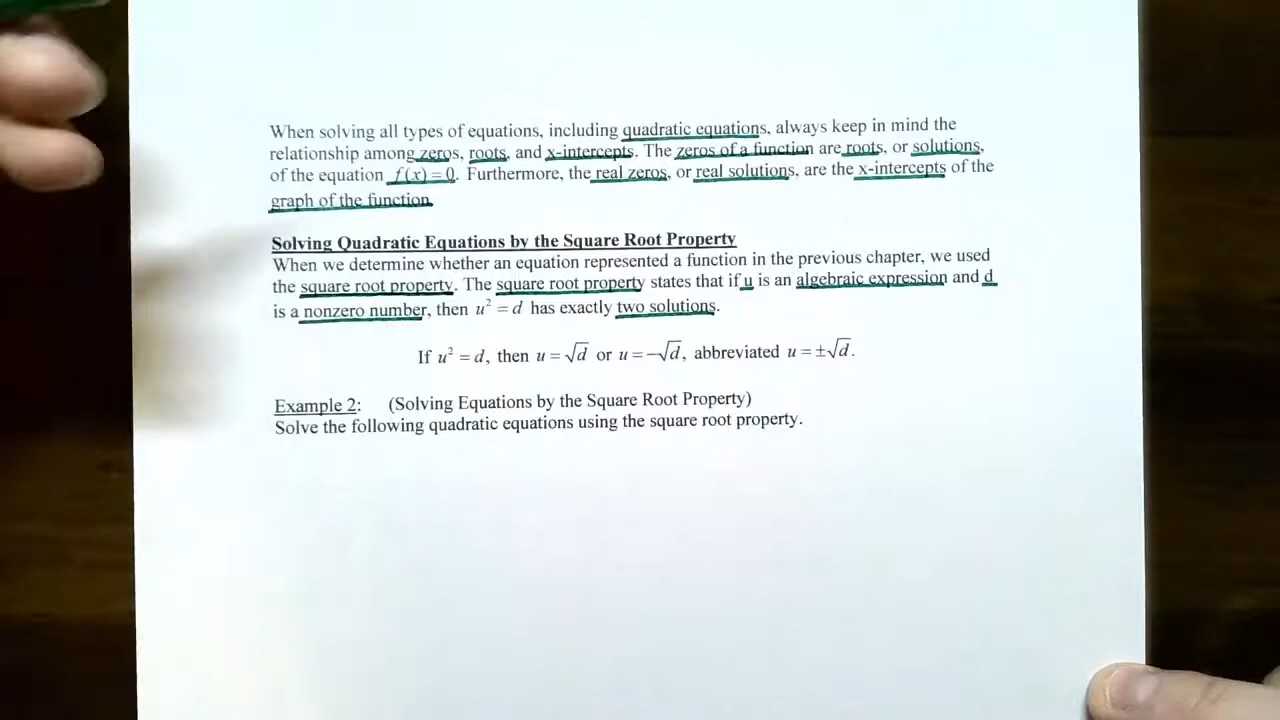 When solving all types of equations, including quadratic equations, always keep in mind the
relationship among zeros, roots, and x-intercepts. The zeros of a function are roots, or solutions,
of the equation f(x) = 0. Furthermore, the real zeros, or real solutions, are the x-intercepts of the
graph of the function.
Solving Quadratic Equations by the Square Root Property
When we determine whether an equation represented a function in the previous chapter, we used
the square root property. The square root property states that if u is an algebraic expression and d
is a nonzero number, then u² = d has exactly two solutions.
If u² = d, then u = √d or u = −√d, abbreviated u = ±√d.
Example 2: (Solving Equations by the Square Root Property)
Solve the following quadratic equations using the square root property.